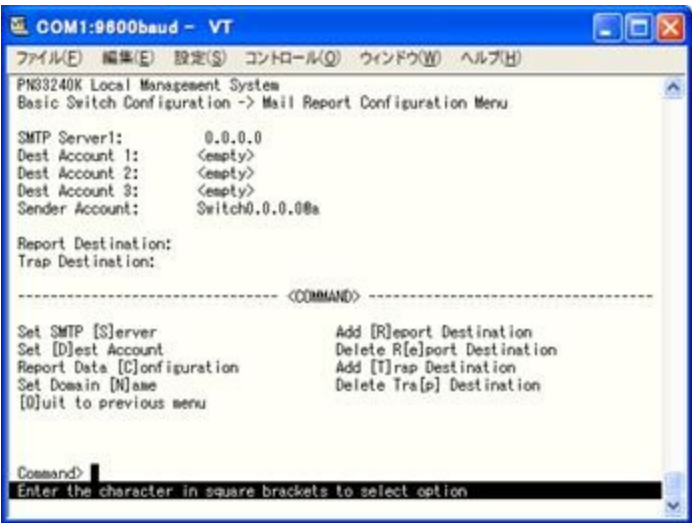 COM1:9600baud - VT
ファイル(F) 編集(E) 設定(S) コントロール(O) ウィンドウ(W) ヘルプ(H)
PN33240K Local Management System
Basic Switch Configuration -> Mail Report Configuration Menu
SMTP Server1: 0.0.0.0
Dest Account 1: <empty>
Dest Account 2: <empty>
Dest Account 3: <empty>
Sender Account: Switch0.0.0.0@a
Report Destination:
Trap Destination:
-------------------------------- <COMMAND> -----------------------------------
Set SMTP [S]erver Add [R]eport Destination
Set [D]est Account Delete R[e]port Destination
Report Data [C]onfiguration Add [T]rap Destination
Set Domain [N]ame Delete Tra[p] Destination
[Q]uit to previous menu
Command>
Enter the character in square brackets to select option